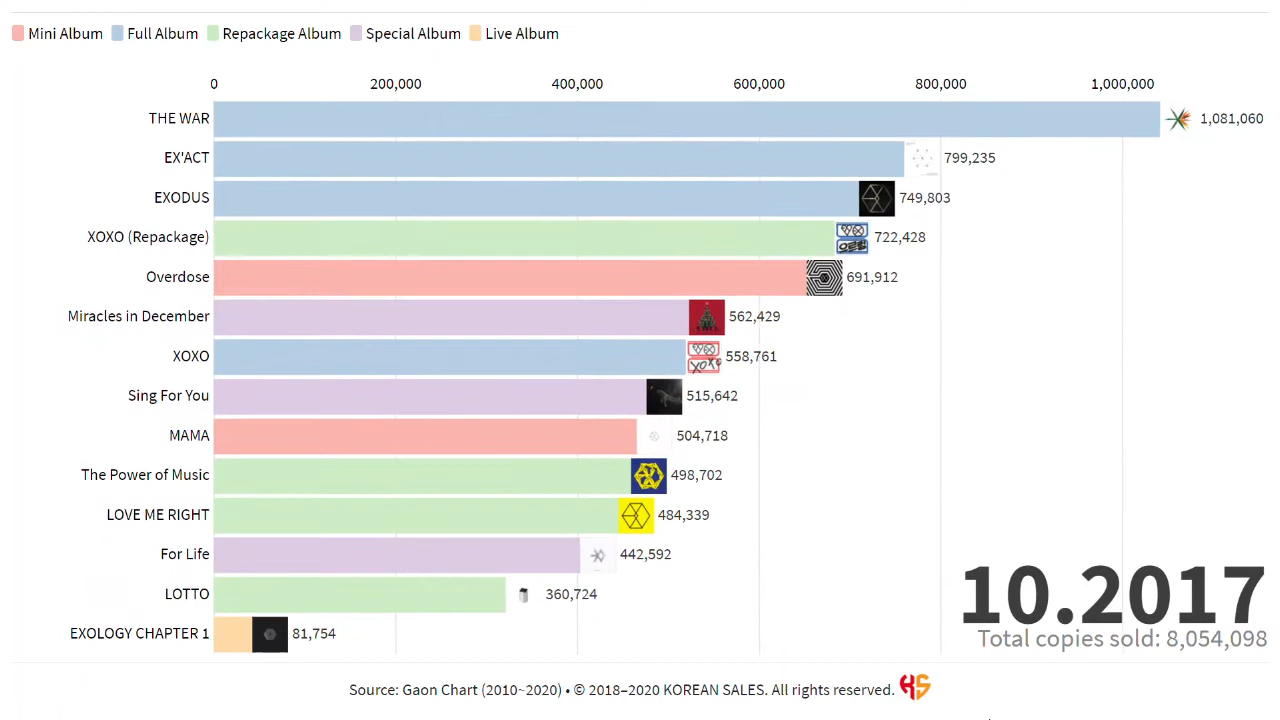 Mini Album Full Album Repackage Album Special Album Live Album
0 200,000 400,000 600,000 800,000 1,000,000
THE WAR 1,081,060
EX'ACT 799,235
EXODUS 749,803
XOXO (Repackage) 722,428
Overdose 691,912
Miracles in December 562,429
XOXO 558,761
Sing For You 515,642
MAMA 504,718
The Power of Music 498,702
LOVE ME RIGHT 484,339
For Life 442,592
LOTTO 360,724
EXOLOGY CHAPTER 1 81,754
10.2017
Total copies sold: 8,054,098
Source: Gaon Chart (2010~2020) • © 2018–2020 KOREAN SALES. All rights reserved. KS